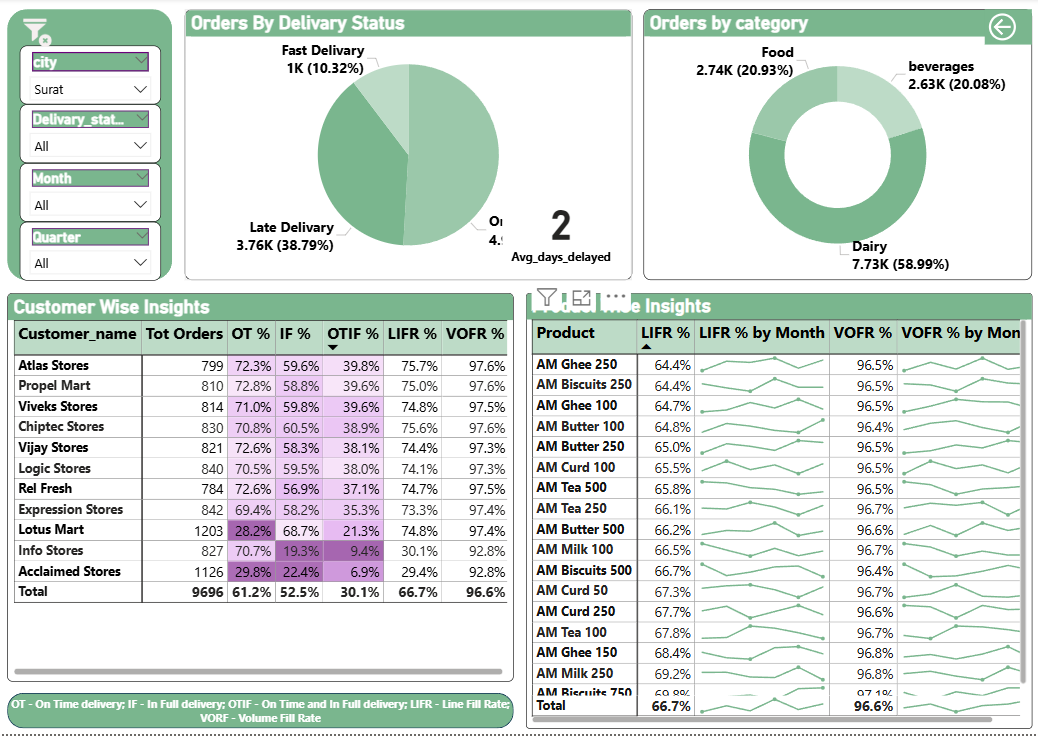 city
Surat
Delivary_stat...
All
Month
All
Quarter
All
Orders By Delivary Status
Fast Delivary
1K (10.32%)
Late Delivary
3.76K (38.79%)
2
Avg_days_delayed
Orders by category
Food
2.74K (20.93%)
beverages
2.63K (20.08%)
Dairy
7.73K (58.99%)
Customer Wise Insights
Customer_name Tot Orders OT % IF % OTIF % LIFR % VOFR %
Atlas Stores 799 72.3% 59.6% 39.8% 75.7% 97.6%
Propel Mart 810 72.8% 58.8% 39.6% 75.0% 97.6%
Viveks Stores 814 71.0% 59.8% 39.6% 74.8% 97.5%
Chiptec Stores 830 70.8% 60.5% 38.9% 75.6% 97.6%
Vijay Stores 821 72.6% 58.3% 38.1% 74.4% 97.3%
Logic Stores 840 70.5% 59.5% 38.0% 74.1% 97.3%
Rel Fresh 784 72.6% 56.9% 37.1% 74.7% 97.5%
Expression Stores 842 69.4% 58.2% 35.3% 73.3% 97.4%
Lotus Mart 1203 28.2% 68.7% 21.3% 74.8% 97.4%
Info Stores 827 70.7% 19.3% 9.4% 30.1% 92.8%
Acclaimed Stores 1126 29.8% 22.4% 6.9% 29.4% 92.8%
Total 9696 61.2% 52.5% 30.1% 66.7% 96.6%
OT - On Time delivery; IF - In Full delivery; OTIF - On Time and In Full delivery; LIFR - Line Fill Rate;
VORF - Volume Fill Rate
Insights
Product LIFR % LIFR % by Month VOFR % VOFR % by Mon
AM Ghee 250 64.4% 96.5%
AM Biscuits 250 64.4% 96.5%
AM Ghee 100 64.7% 96.5%
AM Butter 100 64.8% 96.4%
AM Butter 250 65.0% 96.5%
AM Curd 100 65.5% 96.5%
AM Tea 500 65.8% 96.5%
AM Tea 250 66.1% 96.7%
AM Butter 500 66.2% 96.6%
AM Milk 100 66.5% 96.7%
AM Biscuits 500 66.7% 96.4%
AM Curd 50 67.3% 96.7%
AM Curd 250 67.7% 96.6%
AM Tea 100 67.8% 96.7%
AM Ghee 150 68.4% 96.8%
AM Milk 250 69.2% 96.8%
AM Biscuits 750 69.8% 97.1%
Total 66.7% 96.6%